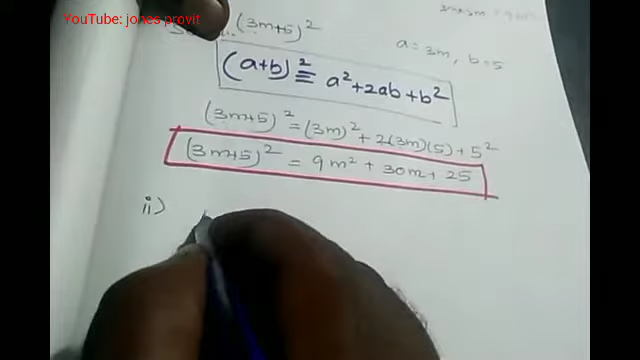 YouTube: jones provit
(3m+5)²
a = 3m, b = 5
(a+b)² ≡ a² + 2ab + b²
(3m+5)² = (3m)² + 2(3m)(5) + 5²
(3m+5)² = 9m² + 30m + 25
ii)